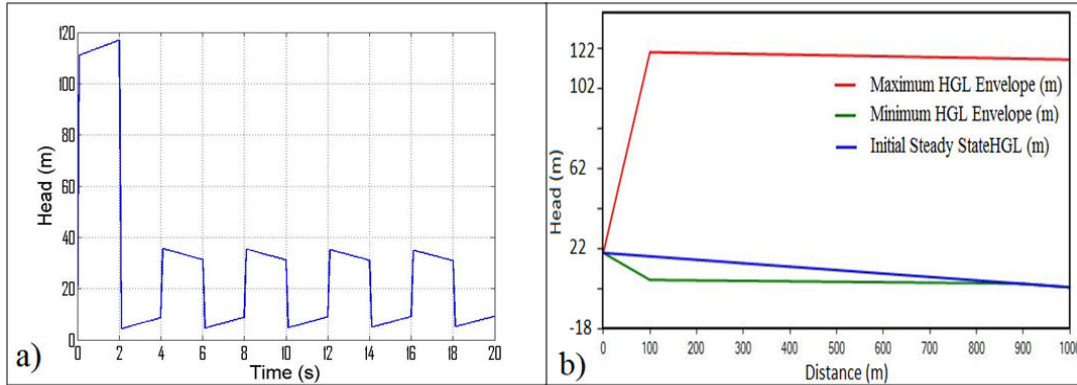 120
100
80
60
40
20
0
Head (m)
0 2 4 6 8 10 12 14 16 18 20
Time (s)
a)
122
102
62
22
-18
Head (m)
Maximum HGL Envelope (m)
Minimum HGL Envelope (m)
Initial Steady StateHGL (m)
0 100 200 300 400 500 600 700 800 900 1000
Distance (m)
b)